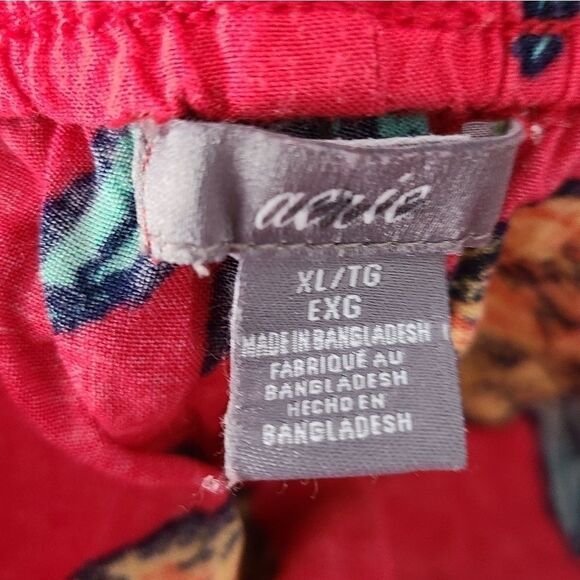 aerie
XL/TG
EXG
MADE IN BANGLADESH
FABRIQUÉ AU
BANGLADESH
HECHO EN
BANGLADESH